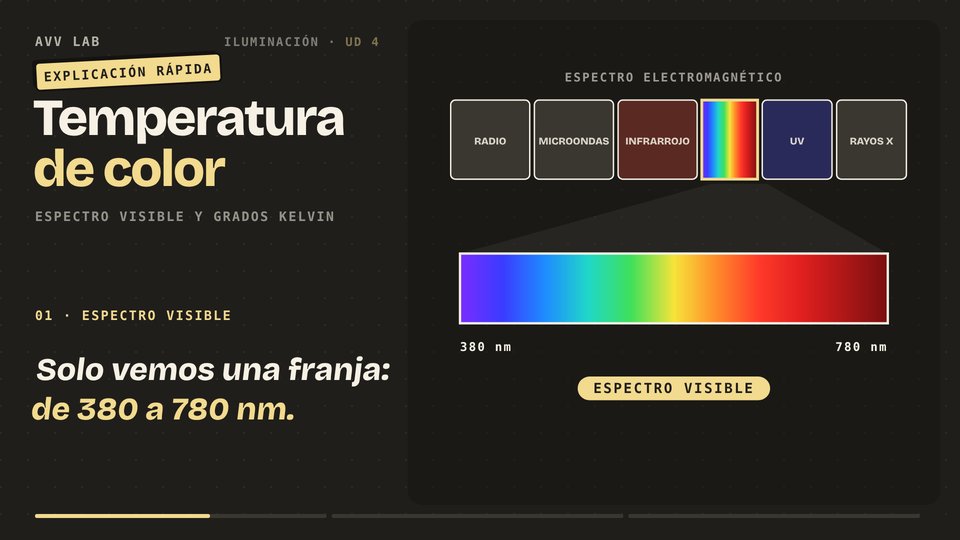 AVV LAB
ILUMINACIÓN · UD 4
EXPLICACIÓN RÁPIDA
Temperatura
de color
ESPECTRO VISIBLE Y GRADOS KELVIN
01 · ESPECTRO VISIBLE
Solo vemos una franja:
de 380 a 780 nm.
ESPECTRO ELECTROMAGNÉTICO
RADIO
MICROONDAS
INFRARROJO
UV
RAYOS X
380 nm
780 nm
ESPECTRO VISIBLE